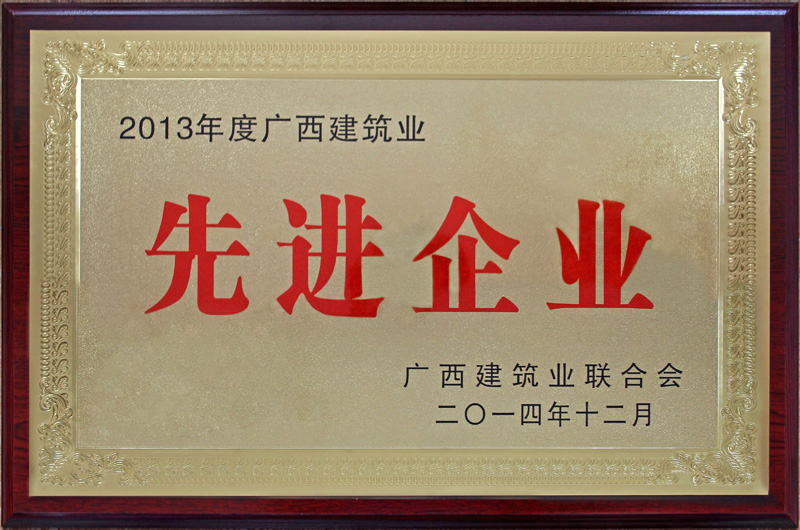 2013年度广西建筑业
先进企业
广西建筑业联合会
二〇一四年十二月